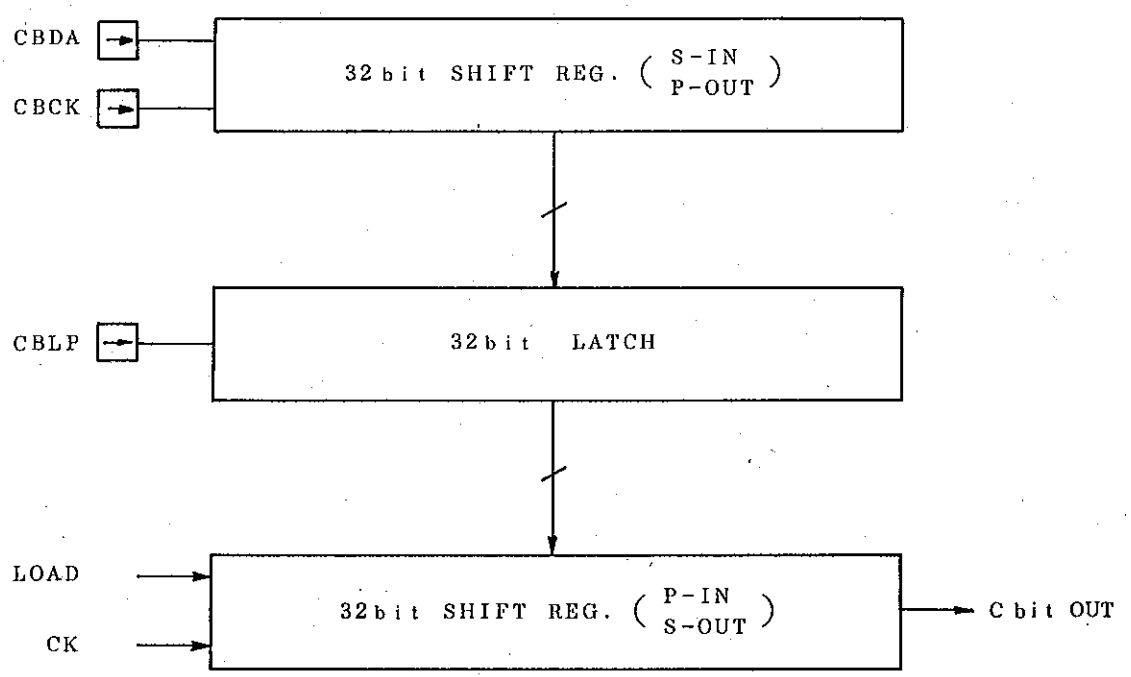 CBDA
32bit SHIFT REG. ( S-IN
P-OUT )
CBCK
CBLP
32bit LATCH
LOAD
32bit SHIFT REG. ( P-IN
S-OUT )
C bit OUT
CK